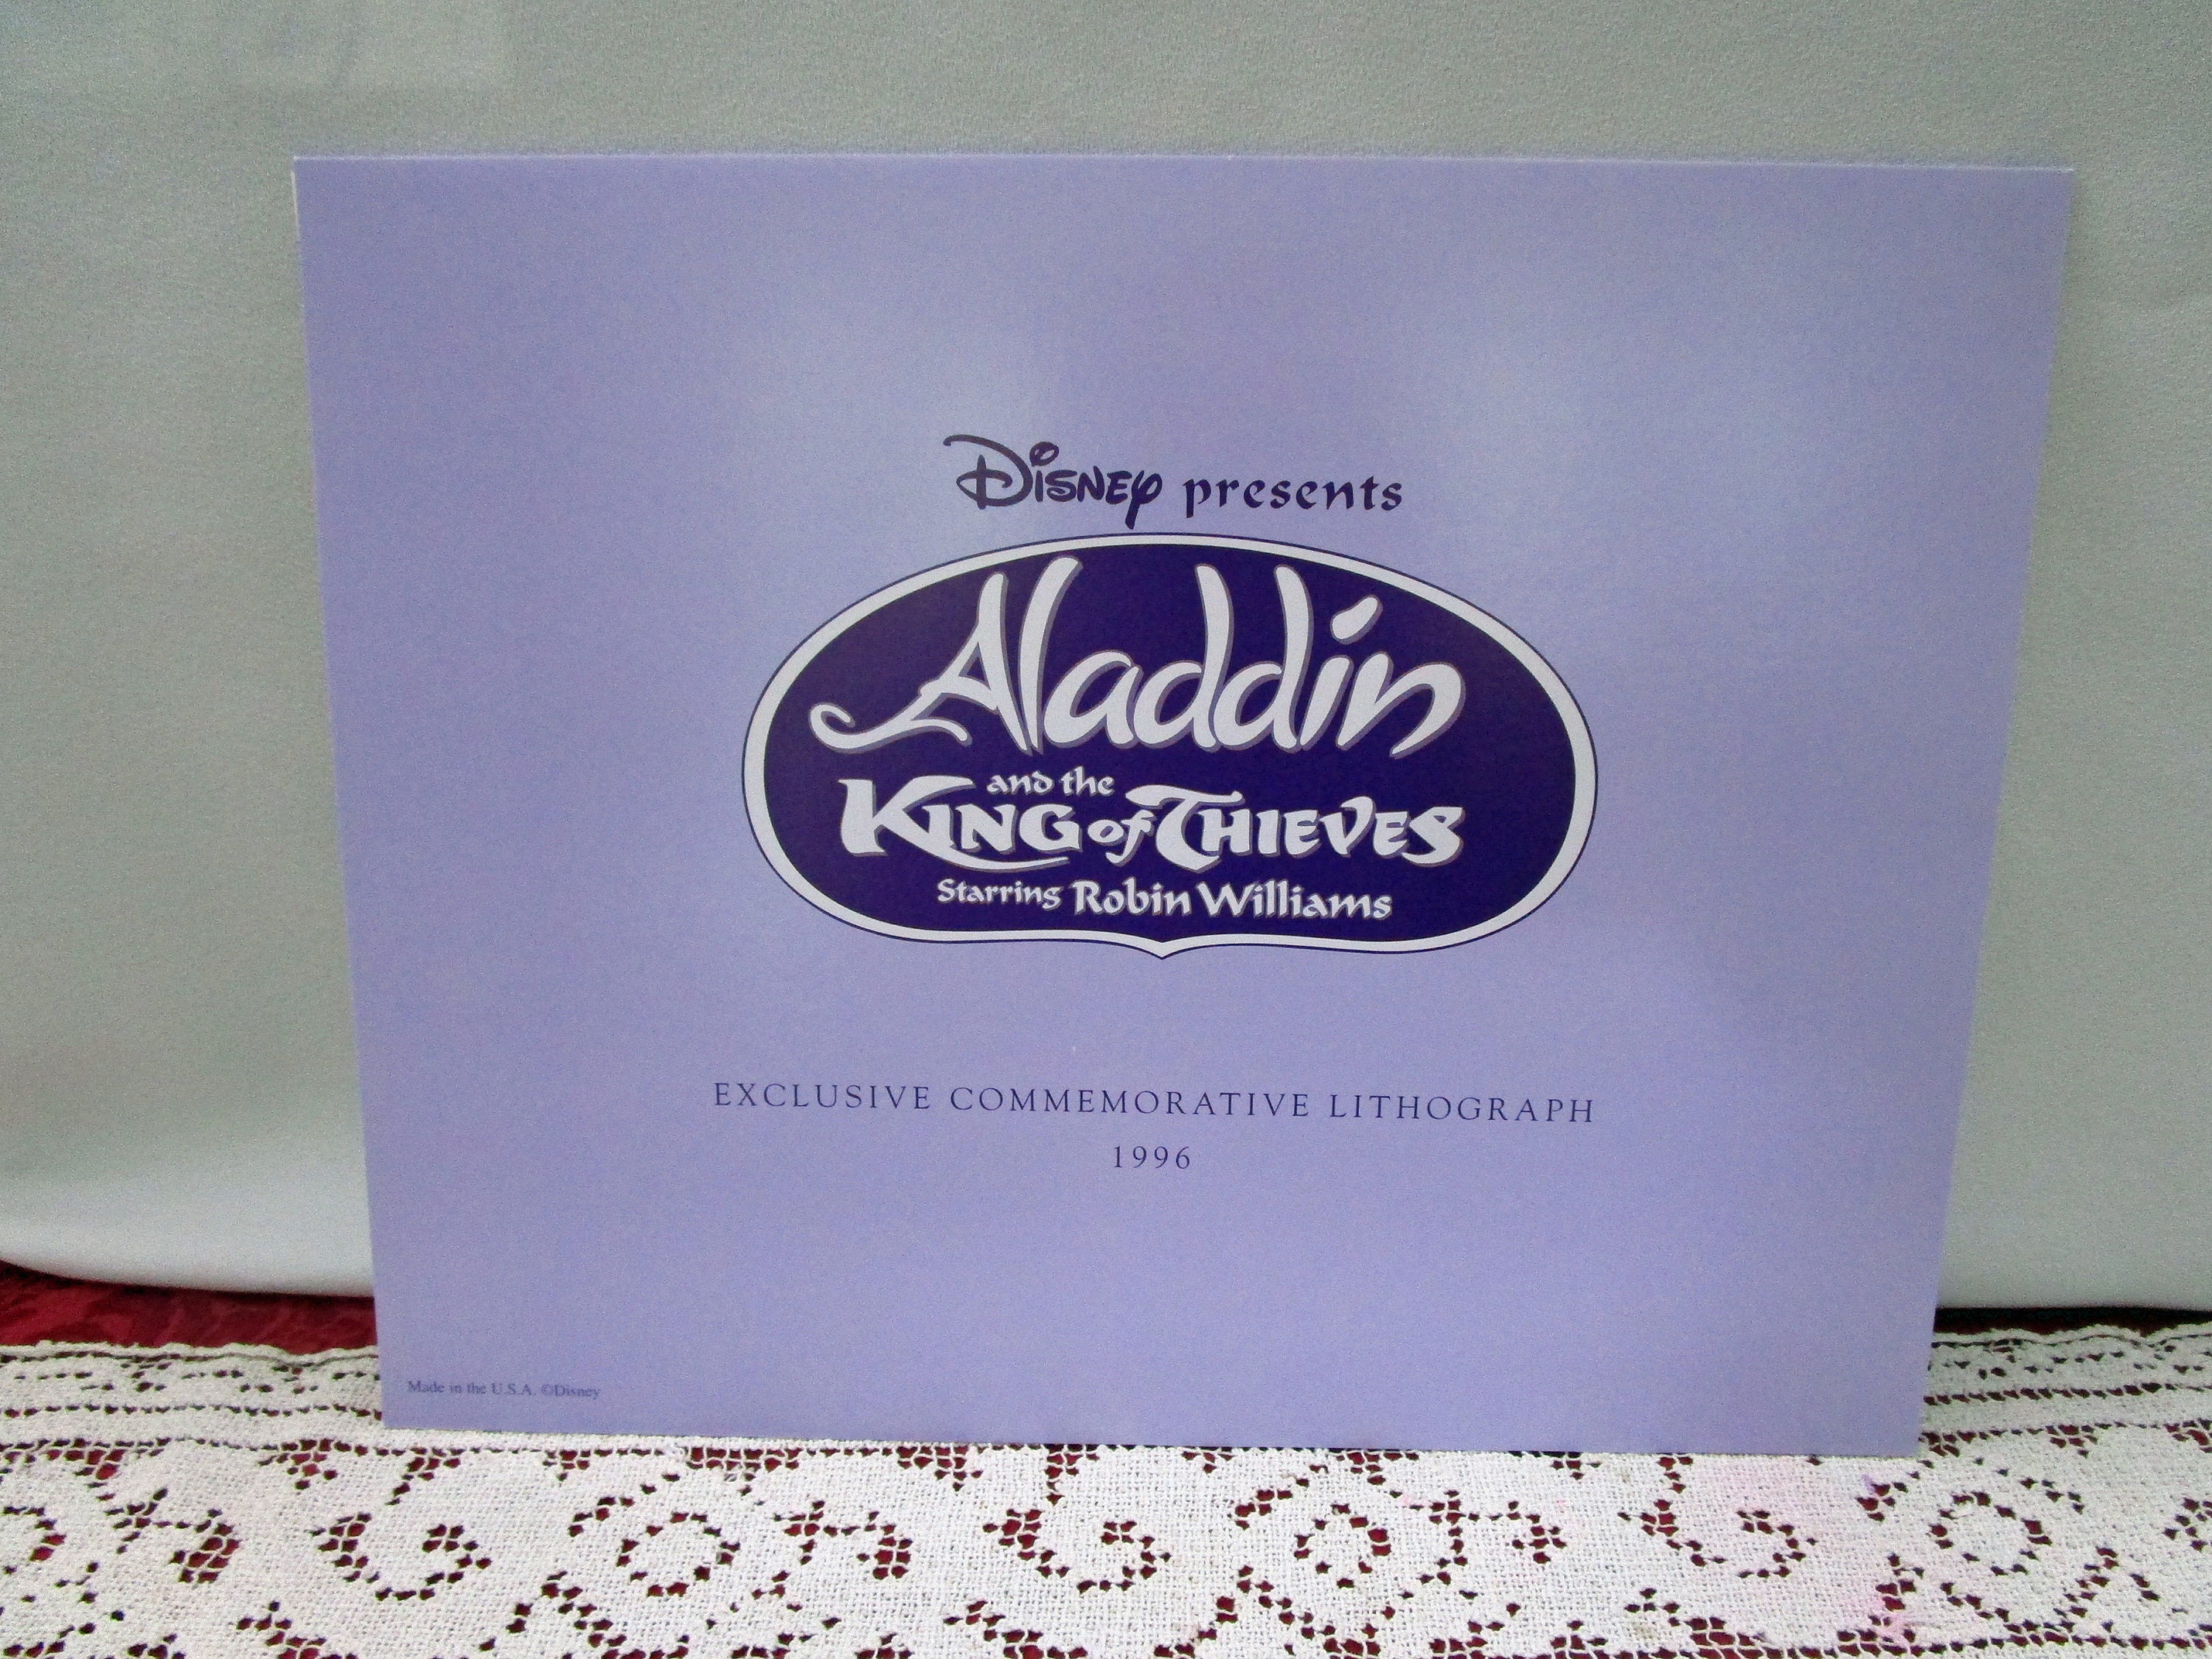 Disney presents
Aladdin
and the
King of Thieves
Starring Robin Williams
EXCLUSIVE COMMEMORATIVE LITHOGRAPH
1996
Made in the U.S.A. ©Disney